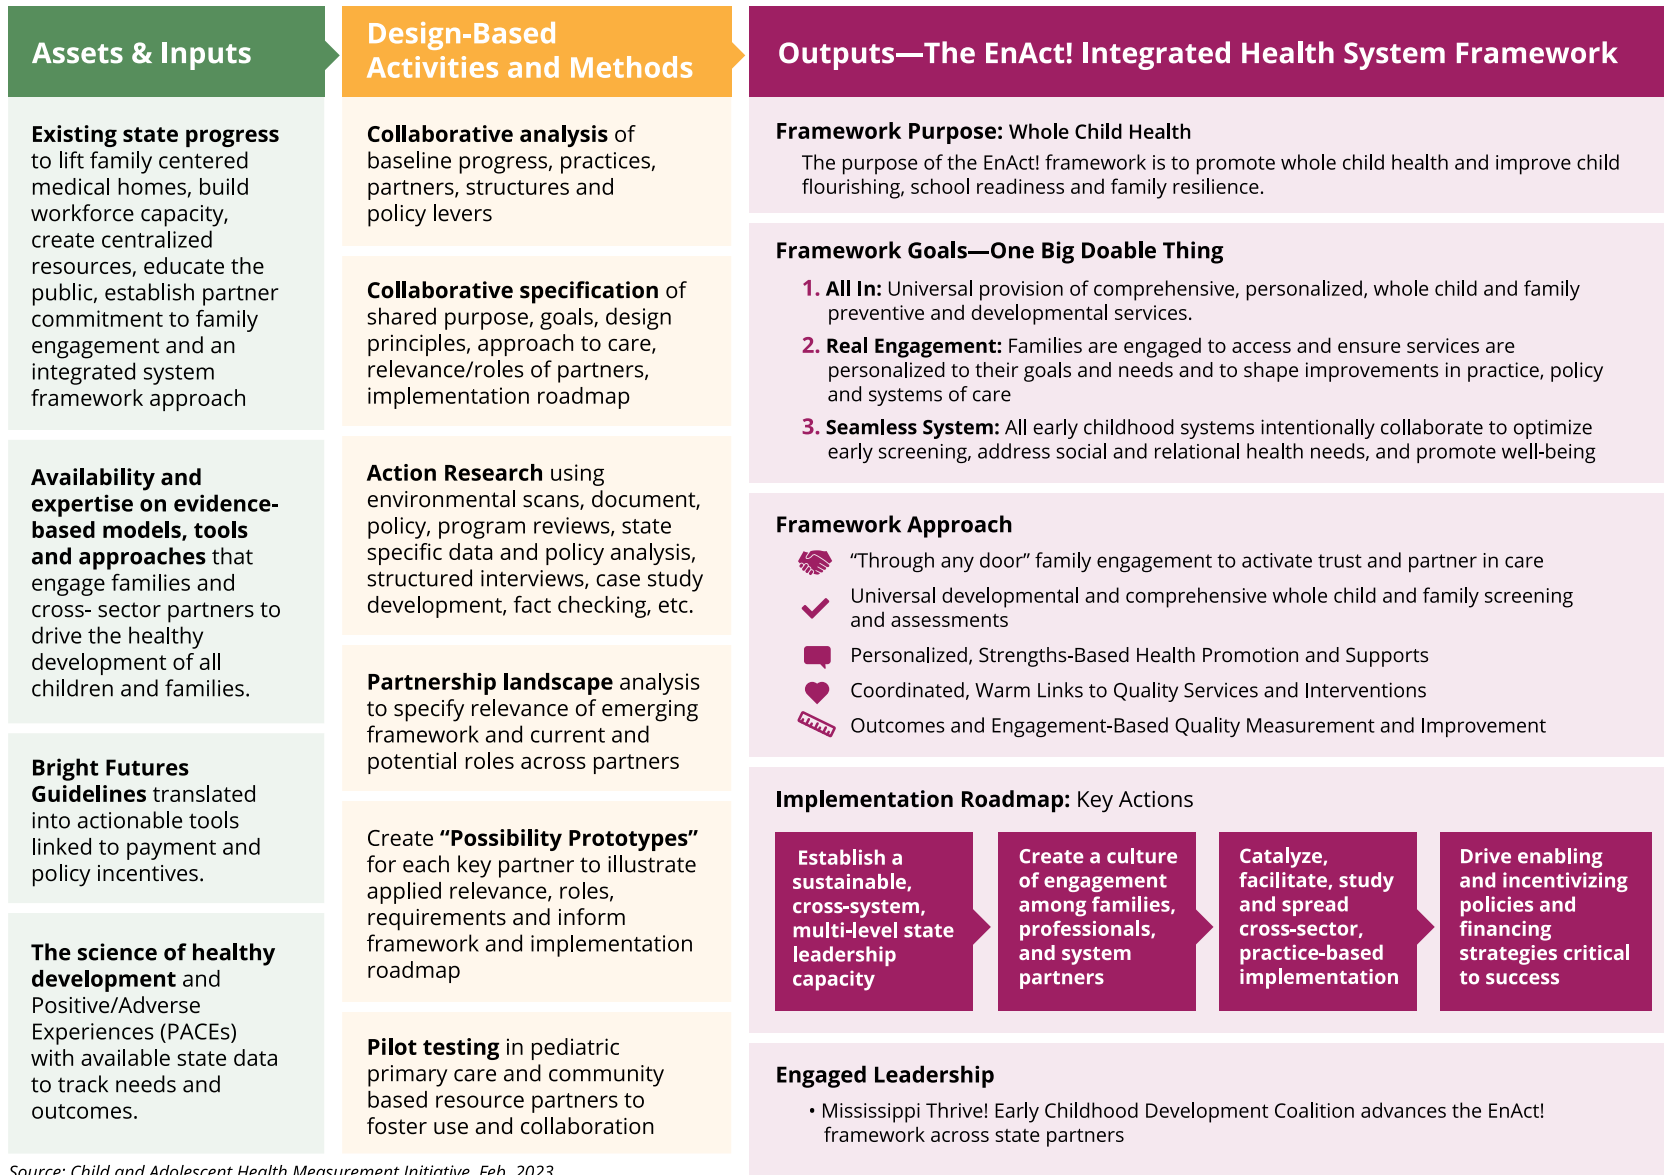 Assets & Inputs
Existing state progress
to lift family centered
medical homes, build
workforce capacity,
create centralized
resources, educate the
public, establish partner
commitment to family
engagement and an
integrated system
framework approach
Availability and
expertise on evidence-
based models, tools
and approaches that
engage families and
cross- sector partners to
drive the healthy
development of all
children and families.
Bright Futures
Guidelines translated
into actionable tools
linked to payment and
policy incentives.
The science of healthy
development and
Positive/Adverse
Experiences (PACEs)
with available state data
to track needs and
outcomes.
Design-Based
Activities and Methods
Collaborative analysis of
baseline progress, practices,
partners, structures and
policy levers
Collaborative specification of
shared purpose, goals, design
principles, approach to care,
relevance/roles of partners,
implementation roadmap
Action Research using
environmental scans, document,
policy, program reviews, state
specific data and policy analysis,
structured interviews, case study
development, fact checking, etc.
Partnership landscape analysis
to specify relevance of emerging
framework and current and
potential roles across partners
Create “Possibility Prototypes”
for each key partner to illustrate
applied relevance, roles,
requirements and inform
framework and implementation
roadmap
Pilot testing in pediatric
primary care and community
based resource partners to
foster use and collaboration
Outputs—The EnAct! Integrated Health System Framework
Framework Purpose: Whole Child Health
The purpose of the EnAct! framework is to promote whole child health and improve child
flourishing, school readiness and family resilience.
Framework Goals—One Big Doable Thing
1. All In: Universal provision of comprehensive, personalized, whole child and family
preventive and developmental services.
2. Real Engagement: Families are engaged to access and ensure services are
personalized to their goals and needs and to shape improvements in practice, policy
and systems of care
3. Seamless System: All early childhood systems intentionally collaborate to optimize
early screening, address social and relational health needs, and promote well-being
Framework Approach
“Through any door” family engagement to activate trust and partner in care
Universal developmental and comprehensive whole child and family screening
and assessments
Personalized, Strengths-Based Health Promotion and Supports
Coordinated, Warm Links to Quality Services and Interventions
Outcomes and Engagement-Based Quality Measurement and Improvement
Implementation Roadmap: Key Actions
Establish a
sustainable,
cross-system,
multi-level state
leadership
capacity
Create a culture
of engagement
among families,
professionals,
and system
partners
Catalyze,
facilitate, study
and spread
cross-sector,
practice-based
implementation
Drive enabling
and incentivizing
policies and
financing
strategies critical
to success
Engaged Leadership
• Mississippi Thrive! Early Childhood Development Coalition advances the EnAct!
framework across state partners
Source: Child and Adolescent Health Measurement Initiative, Feb. 2023